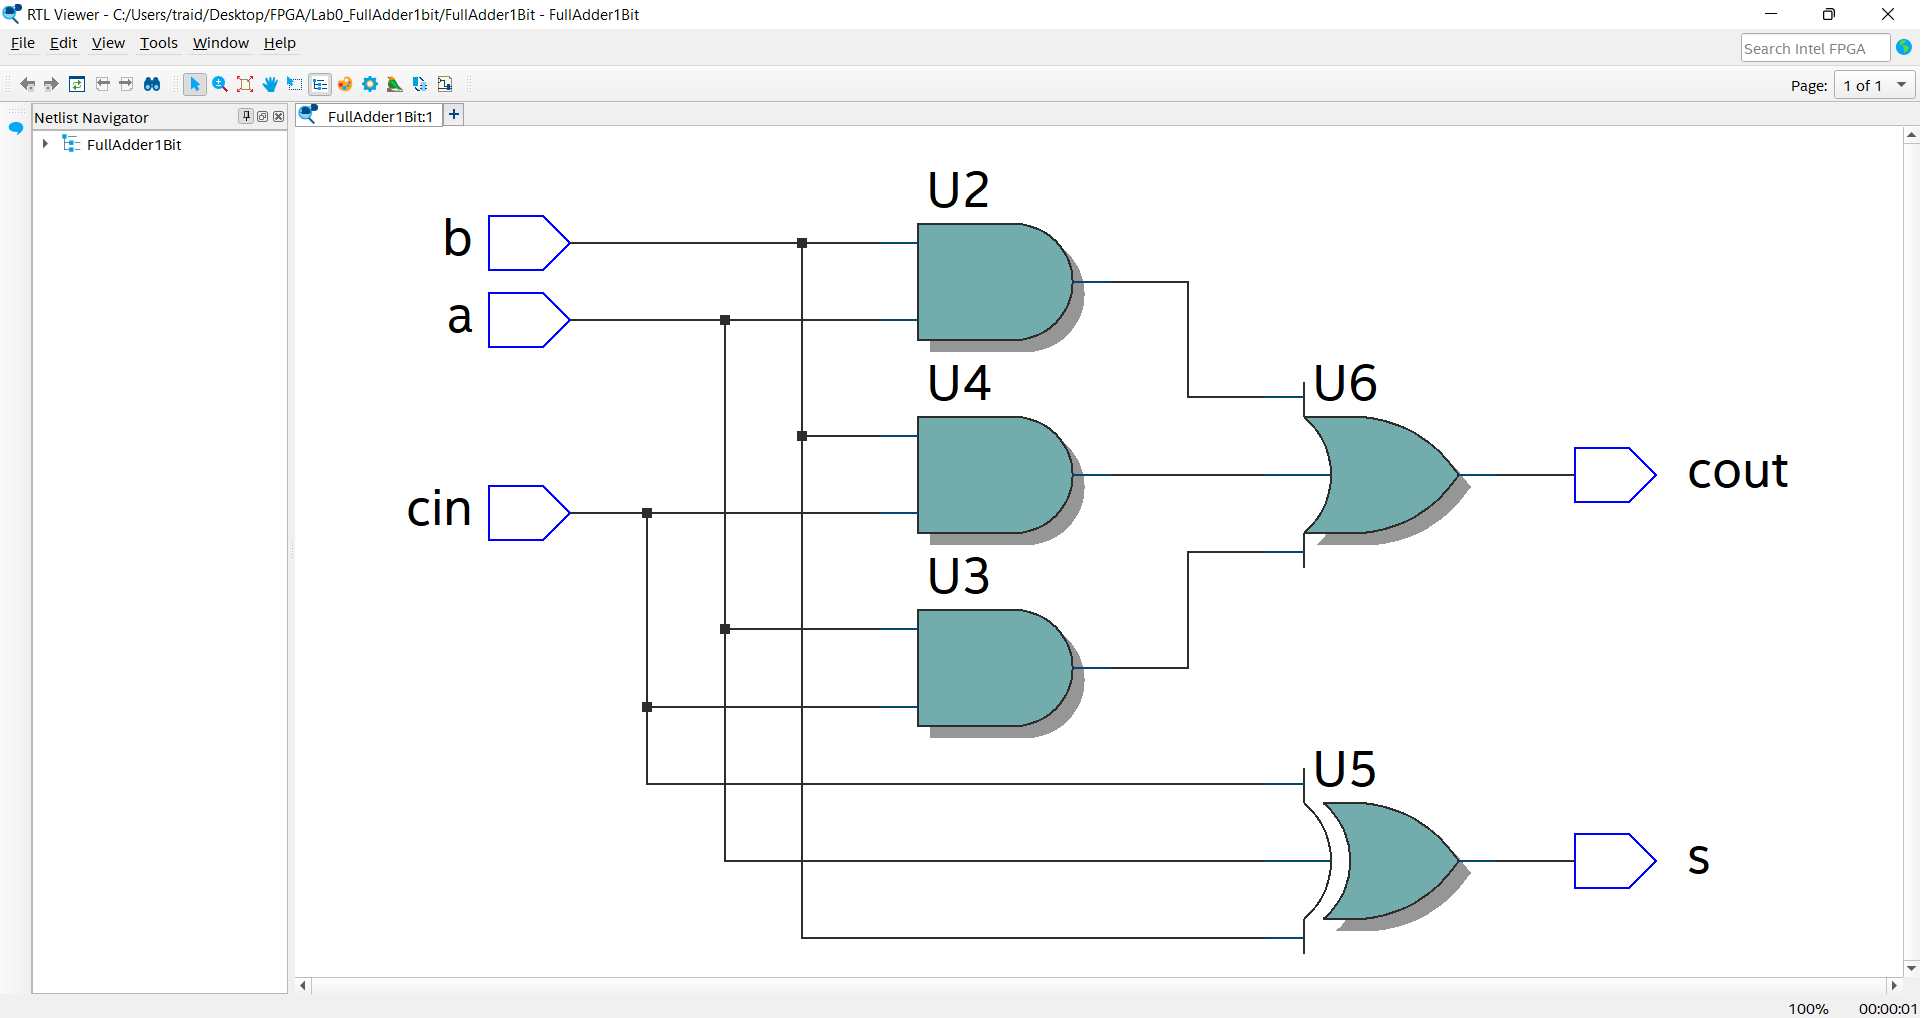 RTL Viewer - C:/Users/traid/Desktop/FPGA/Lab0_FullAdder1bit/FullAdder1Bit - FullAdder1Bit
File Edit View Tools Window Help
Search Intel FPGA
Page: 1 of 1
Netlist Navigator
FullAdder1Bit:1
FullAdder1Bit
U2
b
a
U4
U6
cout
cin
U3
U5
s
100% 00:00:01